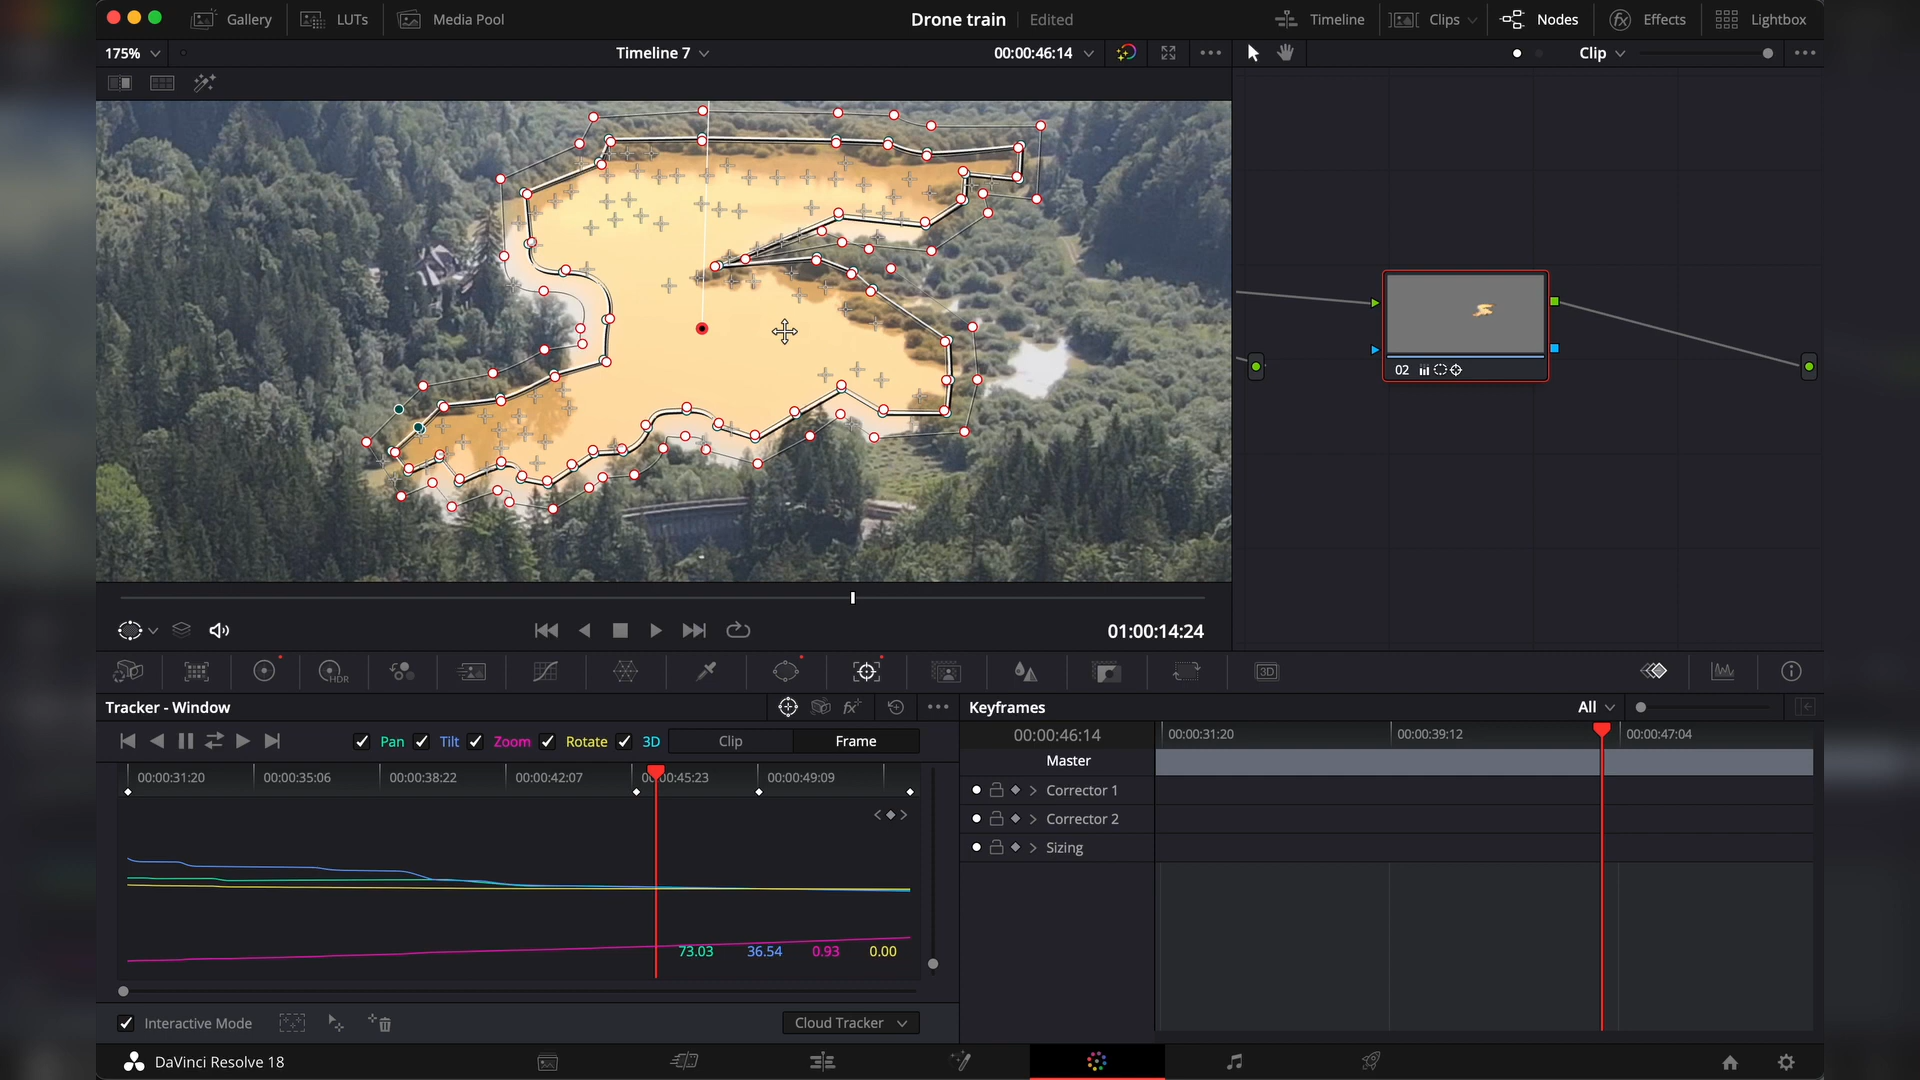 Gallery LUTs Media Pool Drone train Edited Timeline Clips Nodes Effects Lightbox
175% Timeline 7 00:00:46:14 Clip
02
01:00:14:24
HDR 3D
Tracker - Window
Pan Tilt Zoom Rotate 3D Clip Frame
00:00:31:20 00:00:35:06 00:00:38:22 00:00:42:07 00:00:45:23 00:00:49:09
73.03 36.54 0.93 0.00
Interactive Mode Cloud Tracker
Keyframes All
00:00:46:14 00:00:31:20 00:00:39:12 00:00:47:04
Master
Corrector 1
Corrector 2
Sizing
DaVinci Resolve 18